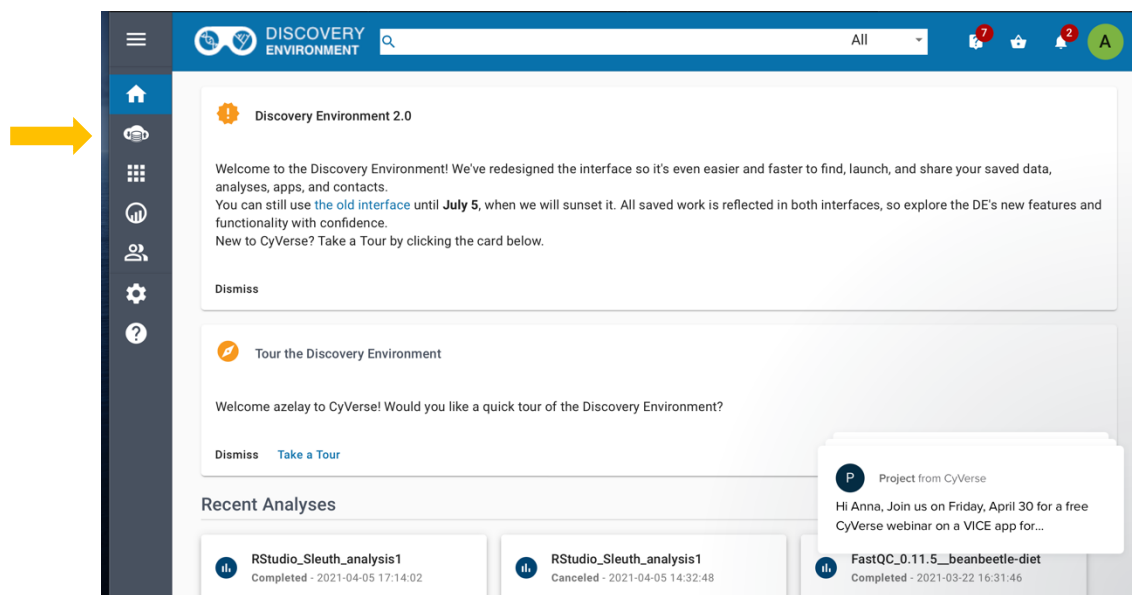 DISCOVERY
ENVIRONMENT
All
7
2
A
Discovery Environment 2.0
Welcome to the Discovery Environment! We've redesigned the interface so it's even easier and faster to find, launch, and share your saved data,
analyses, apps, and contacts.
You can still use the old interface until July 5, when we will sunset it. All saved work is reflected in both interfaces, so explore the DE's new features and
functionality with confidence.
New to CyVerse? Take a Tour by clicking the card below.
Dismiss
Tour the Discovery Environment
Welcome azelay to CyVerse! Would you like a quick tour of the Discovery Environment?
Dismiss Take a Tour
P
Project from CyVerse
Hi Anna, Join us on Friday, April 30 for a free
CyVerse webinar on a VICE app for...
Recent Analyses
RStudio_Sleuth_analysis1
Completed - 2021-04-05 17:14:02
RStudio_Sleuth_analysis1
Canceled - 2021-04-05 14:32:48
FastQC_0.11.5__beanbeetle-diet
Completed - 2021-03-22 16:31:46